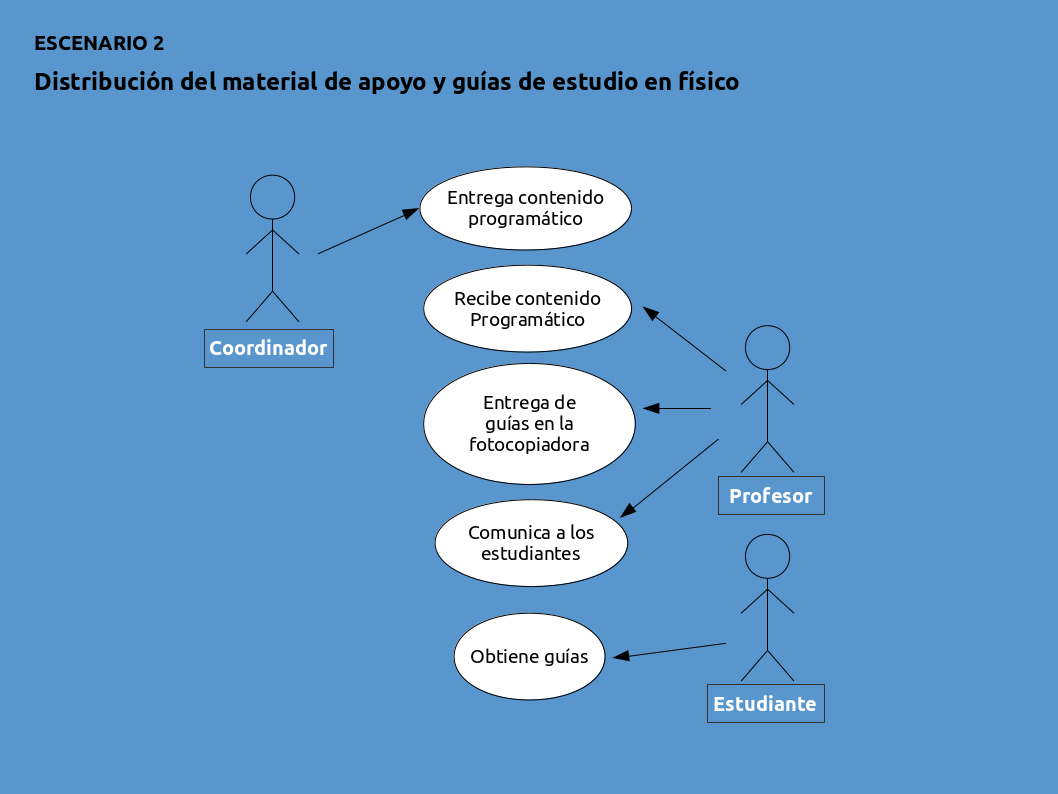 ESCENARIO 2
Distribución del material de apoyo y guías de estudio en físico
Entrega contenido
programático
Recibe contenido
Programático
Coordinador
Entrega de
guías en la
fotocopiadora
Profesor
Comunica a los
estudiantes
Obtiene guías
Estudiante